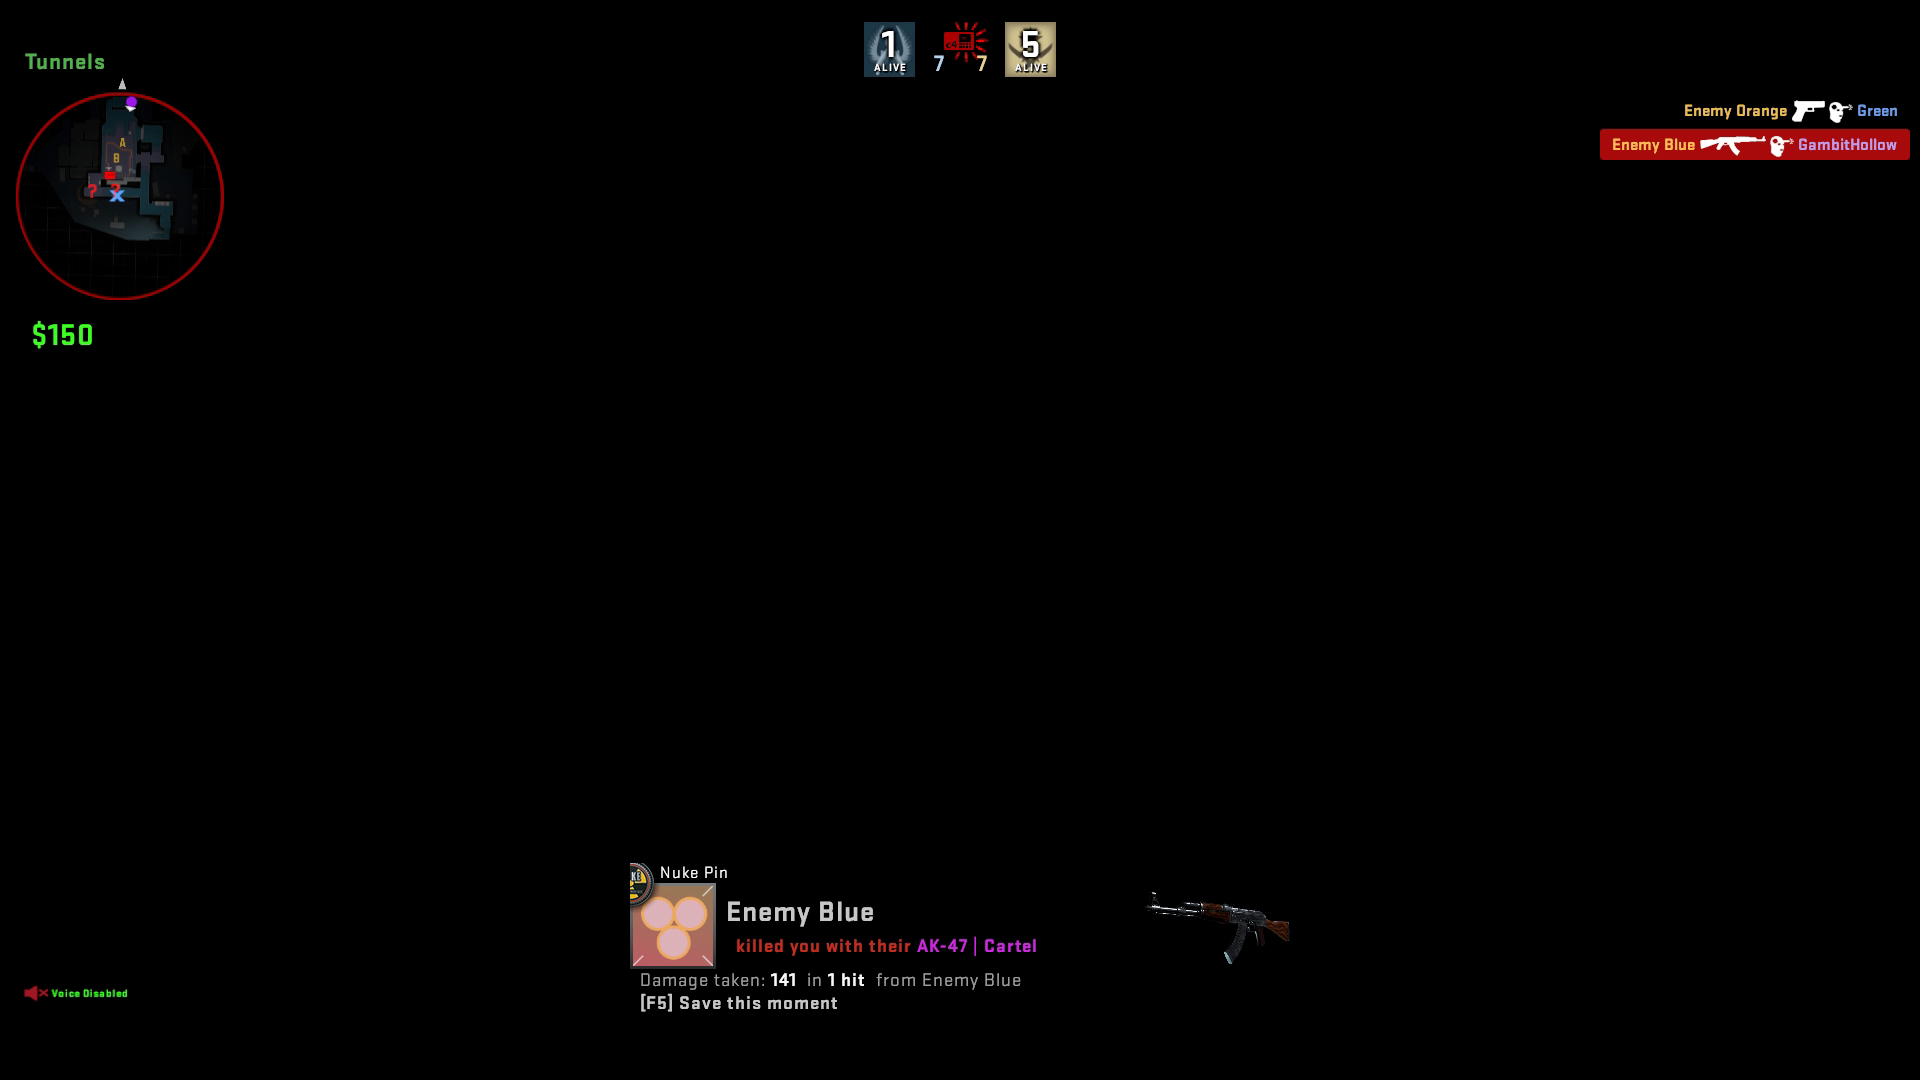 Tunnels
1
ALIVE
7
7
5
ALIVE
Enemy Orange Green
Enemy Blue GambitHollow
A
B
?
?
$150
Nuke Pin
Enemy Blue
killed you with their AK-47 | Cartel
Damage taken: 141 in 1 hit from Enemy Blue
[F5] Save this moment
Voice Disabled